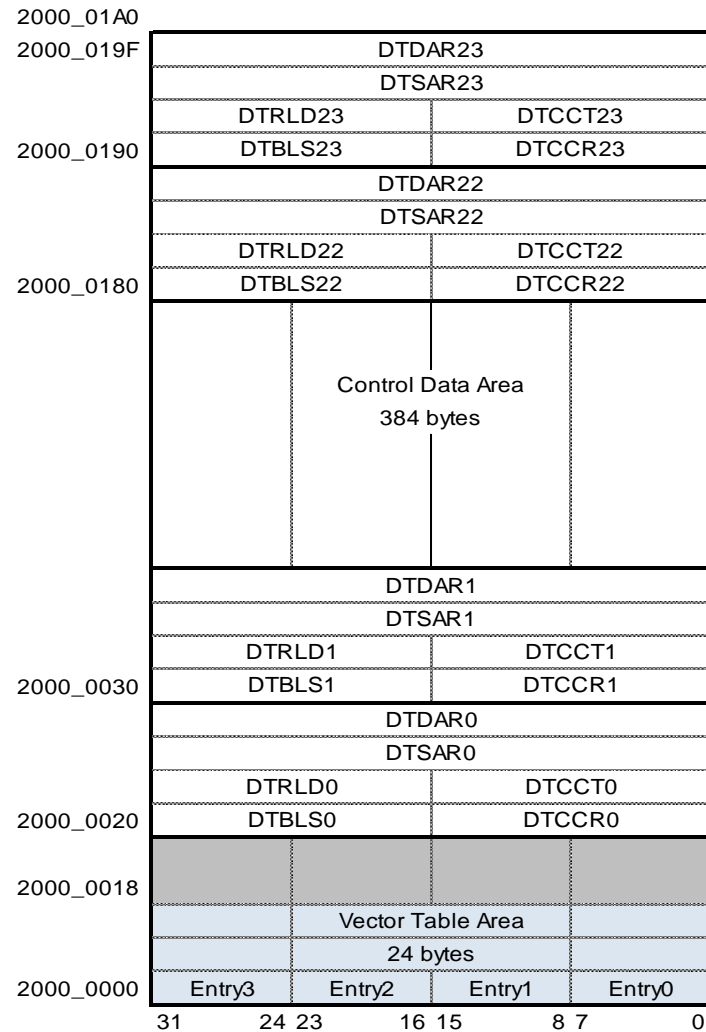 2000_01A0
2000_019F DTDAR23
DTSAR23
DTRLD23 DTCCT23
2000_0190 DTBLS23 DTCCR23
DTDAR22
DTSAR22
DTRLD22 DTCCT22
2000_0180 DTBLS22 DTCCR22
Control Data Area
384 bytes
DTDAR1
DTSAR1
DTRLD1 DTCCT1
2000_0030 DTBLS1 DTCCR1
DTDAR0
DTSAR0
DTRLD0 DTCCT0
2000_0020 DTBLS0 DTCCR0
2000_0018
Vector Table Area
24 bytes
2000_0000 Entry3 Entry2 Entry1 Entry0
31 24 23 16 15 8 7 0